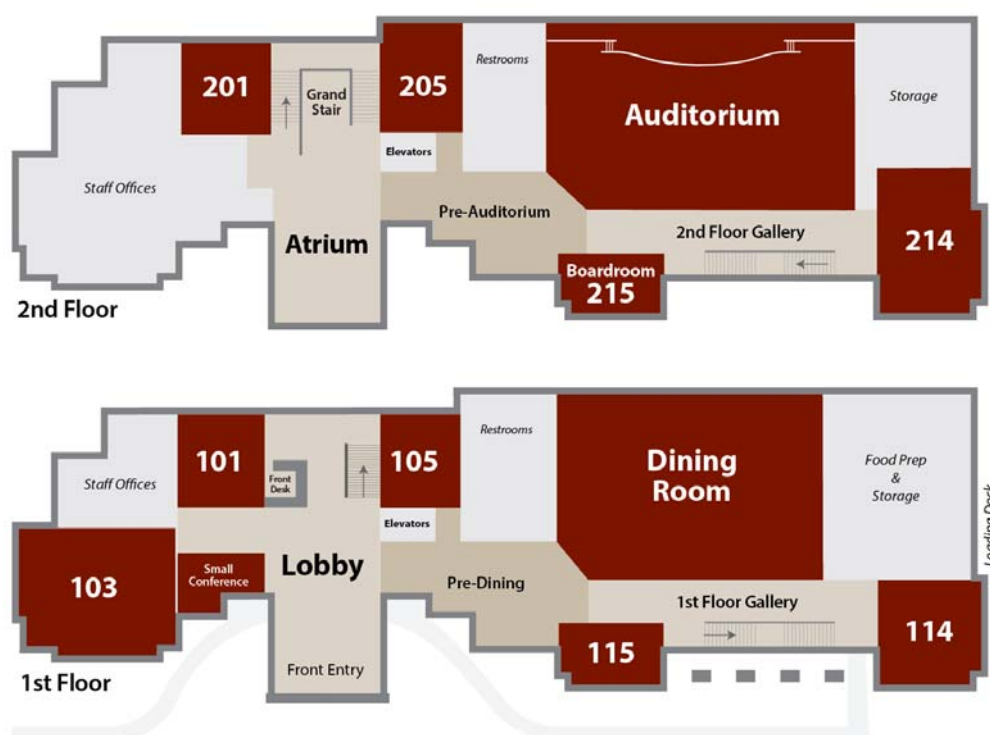 201
Grand
Stair
205
Restrooms
Auditorium
Storage
Elevators
Staff Offices
Pre-Auditorium
Atrium
2nd Floor Gallery
214
Boardroom
215
2nd Floor
101
Front
Desk
105
Restrooms
Dining
Room
Food Prep
&
Storage
Staff Offices
Elevators
Loading Dock
103
Small
Conference
Lobby
Pre-Dining
1st Floor Gallery
114
115
Front Entry
1st Floor